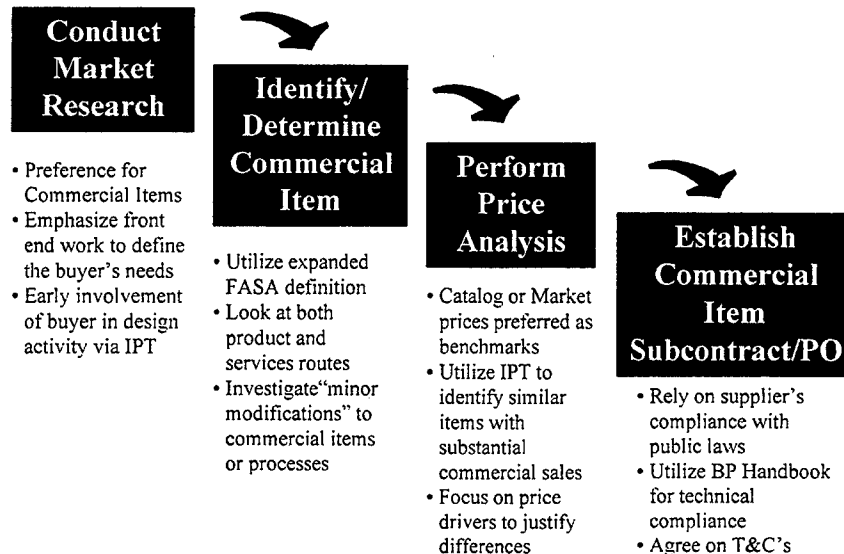 Conduct
Market
Research
• Preference for
Commercial Items
• Emphasize front
end work to define
the buyer's needs
• Early involvement
of buyer in design
activity via IPT
Identify/
Determine
Commercial
Item
• Utilize expanded
FASA definition
• Look at both
product and
services routes
• Investigate“minor
modifications” to
commercial items
or processes
Perform
Price
Analysis
• Catalog or Market
prices preferred as
benchmarks
• Utilize IPT to
identify similar
items with
substantial
commercial sales
• Focus on price
drivers to justify
differences
Establish
Commercial
Item
Subcontract/PO
• Rely on supplier's
compliance with
public laws
• Utilize BP Handbook
for technical
compliance
• Agree on T&C's